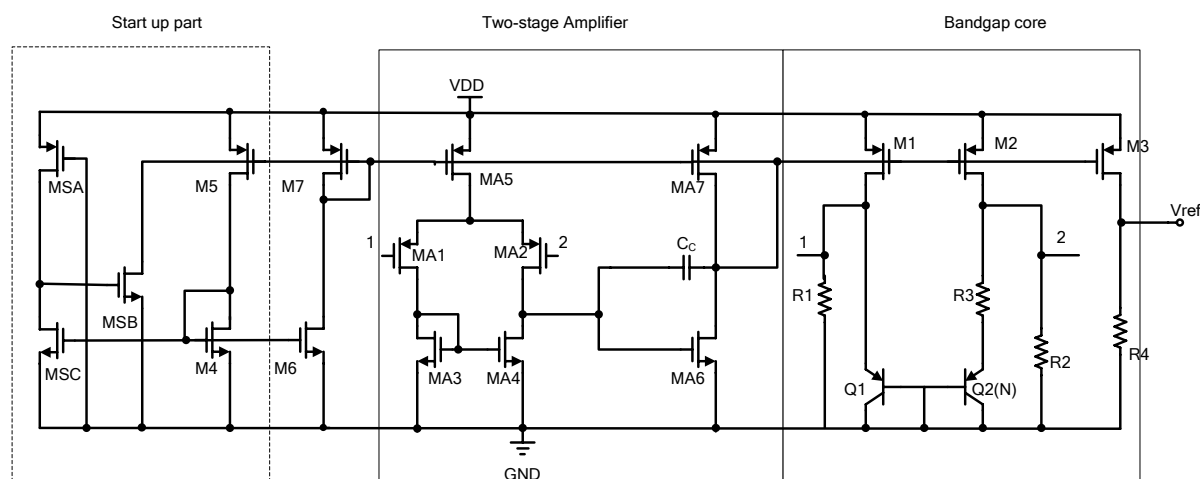 Start up part
Two-stage Amplifier
Bandgap core
VDD
MSA
M5
M7
MA5
MA7
M1
M2
M3
Vref
1
MA1
MA2
2
C_C
1
2
MSB
R1
R3
MSC
M4
M6
MA3
MA4
MA6
R2
R4
Q1
Q2(N)
GND